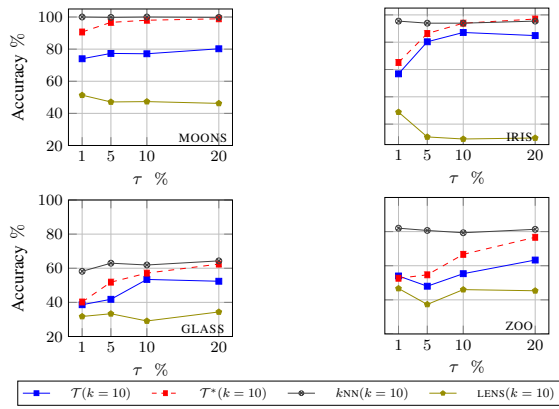 100
80
60
40
20
Accuracy %
MOONS
1 5 10 20
τ %
IRIS
1 5 10 20
τ %
100
80
60
40
20
Accuracy %
GLASS
1 5 10 20
τ %
ZOO
1 5 10 20
τ %
𝒯(k = 10) 𝒯*(k = 10) kNN(k = 10) LENS(k = 10)